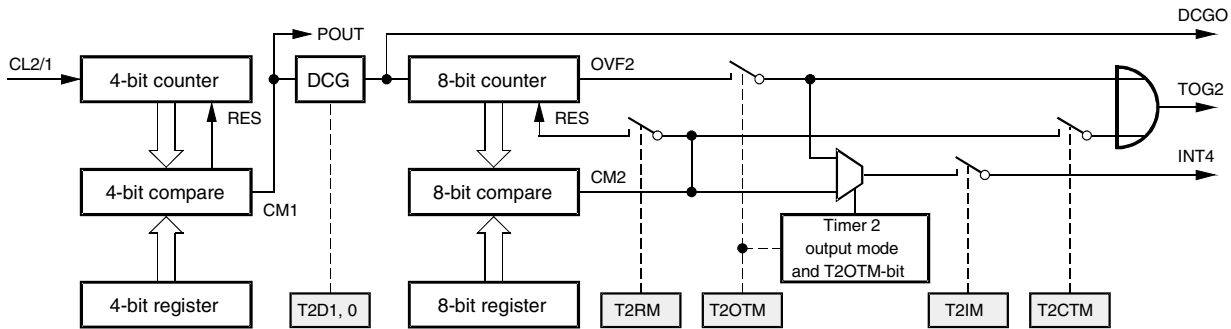 DCGO
POUT
CL2/1
4-bit counter
DCG
8-bit counter
OVF2
TOG2
RES
RES
INT4
4-bit compare
8-bit compare
CM2
CM1
Timer 2
output mode
and T2OTM-bit
4-bit register
T2D1, 0
8-bit register
T2RM
T2OTM
T2IM
T2CTM